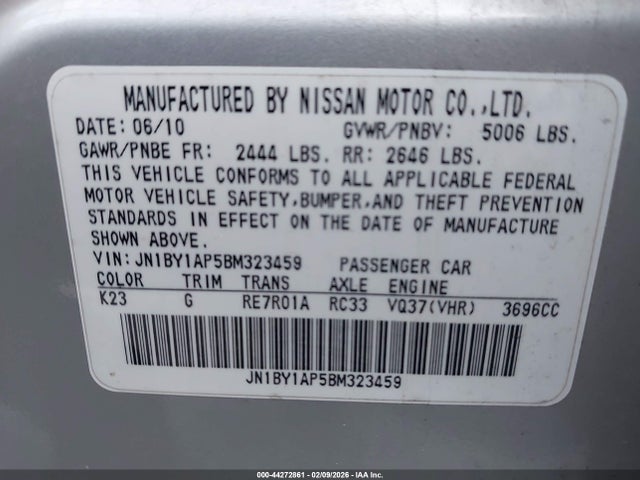 MANUFACTURED BY NISSAN MOTOR CO.,LTD.
DATE: 06/10 GVWR/PNBV: 5006 LBS.
GAWR/PNBE FR: 2444 LBS. RR: 2646 LBS.
THIS VEHICLE CONFORMS TO ALL APPLICABLE FEDERAL
MOTOR VEHICLE SAFETY,BUMPER,AND THEFT PREVENTION
STANDARDS IN EFFECT ON THE DATE OF MANUFACTURE
SHOWN ABOVE.
VIN:JN1BY1AP5BM323459 PASSENGER CAR
COLOR TRIM TRANS AXLE ENGINE
K23 G RE7R01A RC33 VQ37(VHR) 3696CC
JN1BY1AP5BM323459
000-44272861 - 02/09/2026 - IAA Inc.